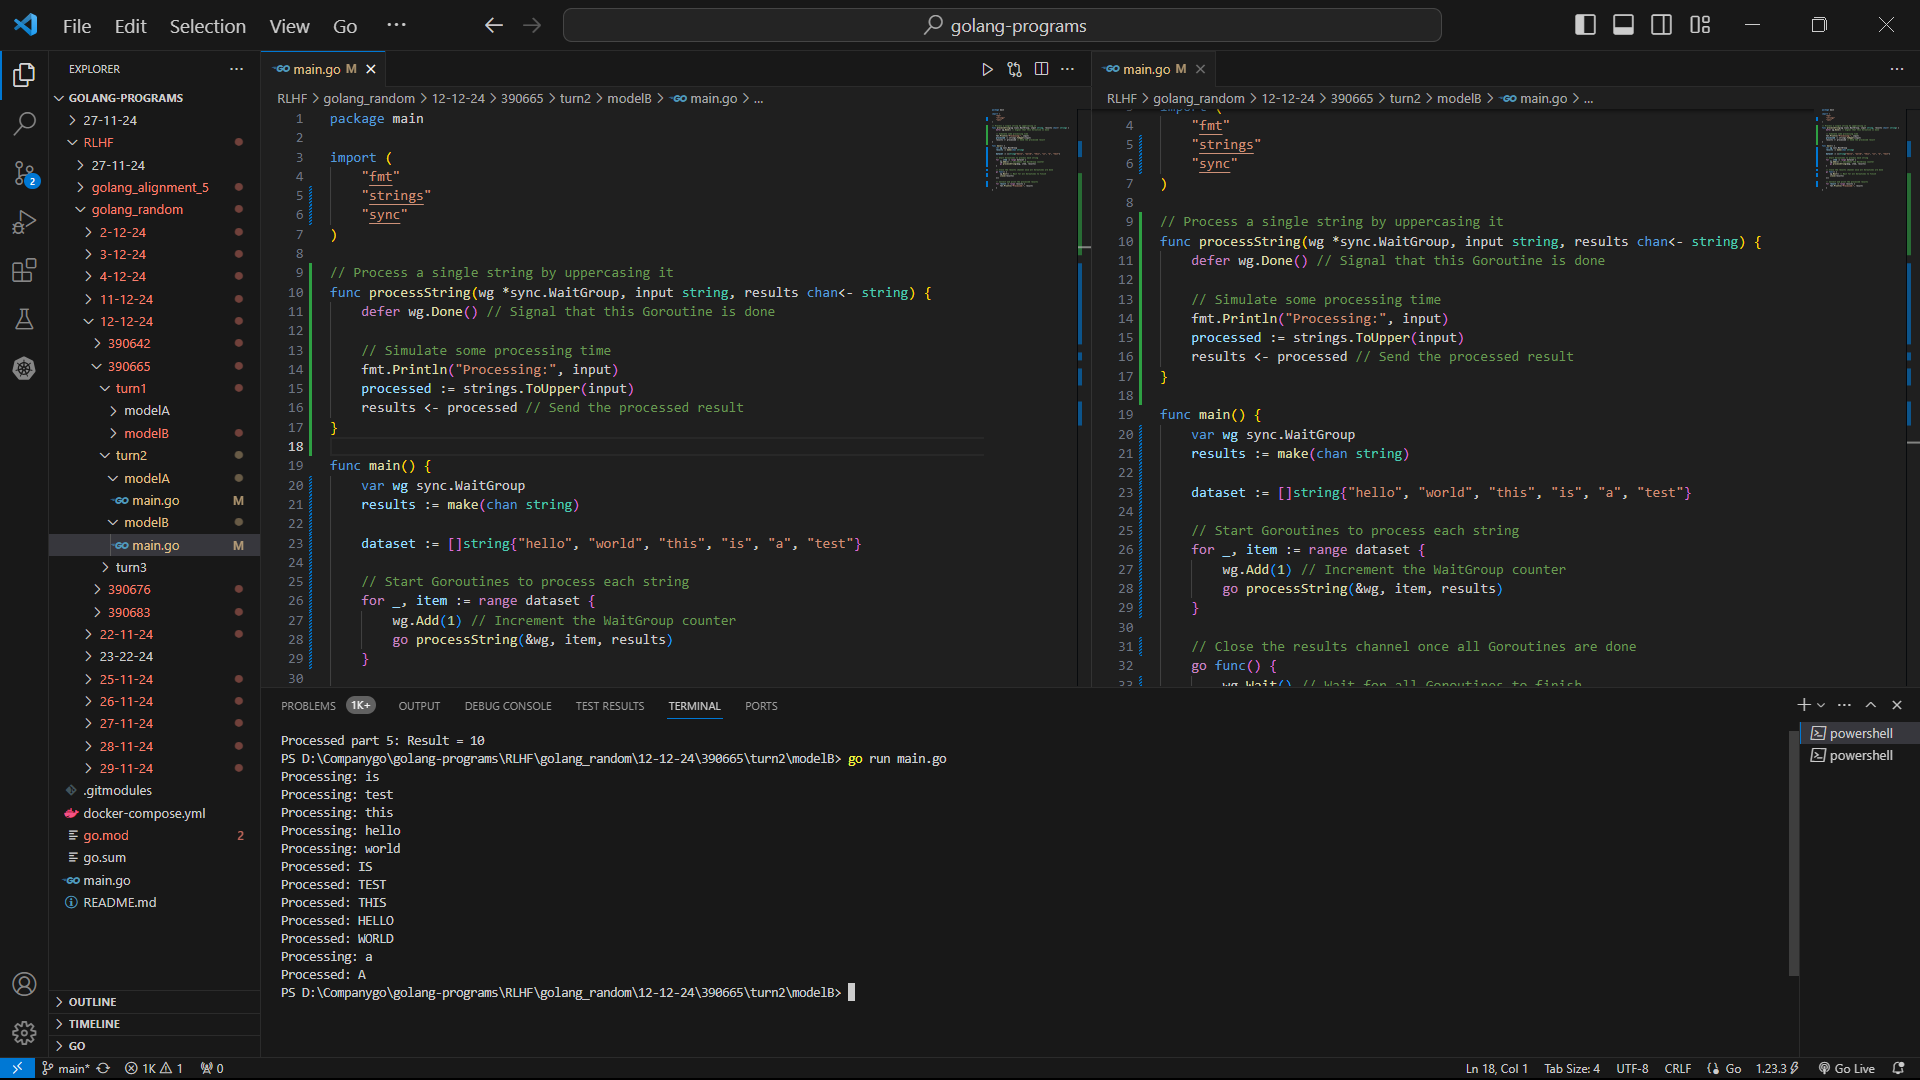 File Edit Selection View Go ···
golang-programs
EXPLORER ···
GOLANG-PROGRAMS
27-11-24
RLHF
27-11-24
golang_alignment_5
golang_random
2-12-24
3-12-24
4-12-24
11-12-24
12-12-24
390642
390665
turn1
modelA
modelB
turn2
modelA
main.go M
modelB
main.go M
turn3
390676
390683
22-11-24
23-22-24
25-11-24
26-11-24
27-11-24
28-11-24
29-11-24
.gitmodules
docker-compose.yml
go.mod 2
go.sum
main.go
README.md
OUTLINE
TIMELINE
GO
2
main.go M
RLHF > golang_random > 12-12-24 > 390665 > turn2 > modelB > main.go > ...
1 package main
2
3 import (
4 "fmt"
5 "strings"
6 "sync"
7 )
8
9 // Process a single string by uppercasing it
10 func processString(wg *sync.WaitGroup, input string, results chan<- string) {
11 defer wg.Done() // Signal that this Goroutine is done
12
13 // Simulate some processing time
14 fmt.Println("Processing:", input)
15 processed := strings.ToUpper(input)
16 results <- processed // Send the processed result
17 }
18
19 func main() {
20 var wg sync.WaitGroup
21 results := make(chan string)
22
23 dataset := []string{"hello", "world", "this", "is", "a", "test"}
24
25 // Start Goroutines to process each string
26 for _, item := range dataset {
27 wg.Add(1) // Increment the WaitGroup counter
28 go processString(&wg, item, results)
29 }
30
main.go M
RLHF > golang_random > 12-12-24 > 390665 > turn2 > modelB > main.go > ...
import (
4 "fmt"
5 "strings"
6 "sync"
7 )
8
9 // Process a single string by uppercasing it
10 func processString(wg *sync.WaitGroup, input string, results chan<- string) {
11 defer wg.Done() // Signal that this Goroutine is done
12
13 // Simulate some processing time
14 fmt.Println("Processing:", input)
15 processed := strings.ToUpper(input)
16 results <- processed // Send the processed result
17 }
18
19 func main() {
20 var wg sync.WaitGroup
21 results := make(chan string)
22
23 dataset := []string{"hello", "world", "this", "is", "a", "test"}
24
25 // Start Goroutines to process each string
26 for _, item := range dataset {
27 wg.Add(1) // Increment the WaitGroup counter
28 go processString(&wg, item, results)
29 }
30
31 // Close the results channel once all Goroutines are done
32 go func() {
33 wg.Wait() // Wait for all Goroutines to finish
PROBLEMS 1K+ OUTPUT DEBUG CONSOLE TEST RESULTS TERMINAL PORTS
Processed part 5: Result = 10
PS D:\Companygo\golang-programs\RLHF\golang_random\12-12-24\390665\turn2\modelB> go run main.go
Processing: is
Processing: test
Processing: this
Processing: hello
Processing: world
Processed: IS
Processed: TEST
Processed: THIS
Processed: HELLO
Processed: WORLD
Processing: a
Processed: A
PS D:\Companygo\golang-programs\RLHF\golang_random\12-12-24\390665\turn2\modelB>
powershell
powershell
main* 1K 1 0
Ln 18, Col 1 Tab Size: 4 UTF-8 CRLF Go 1.23.3 Go Live